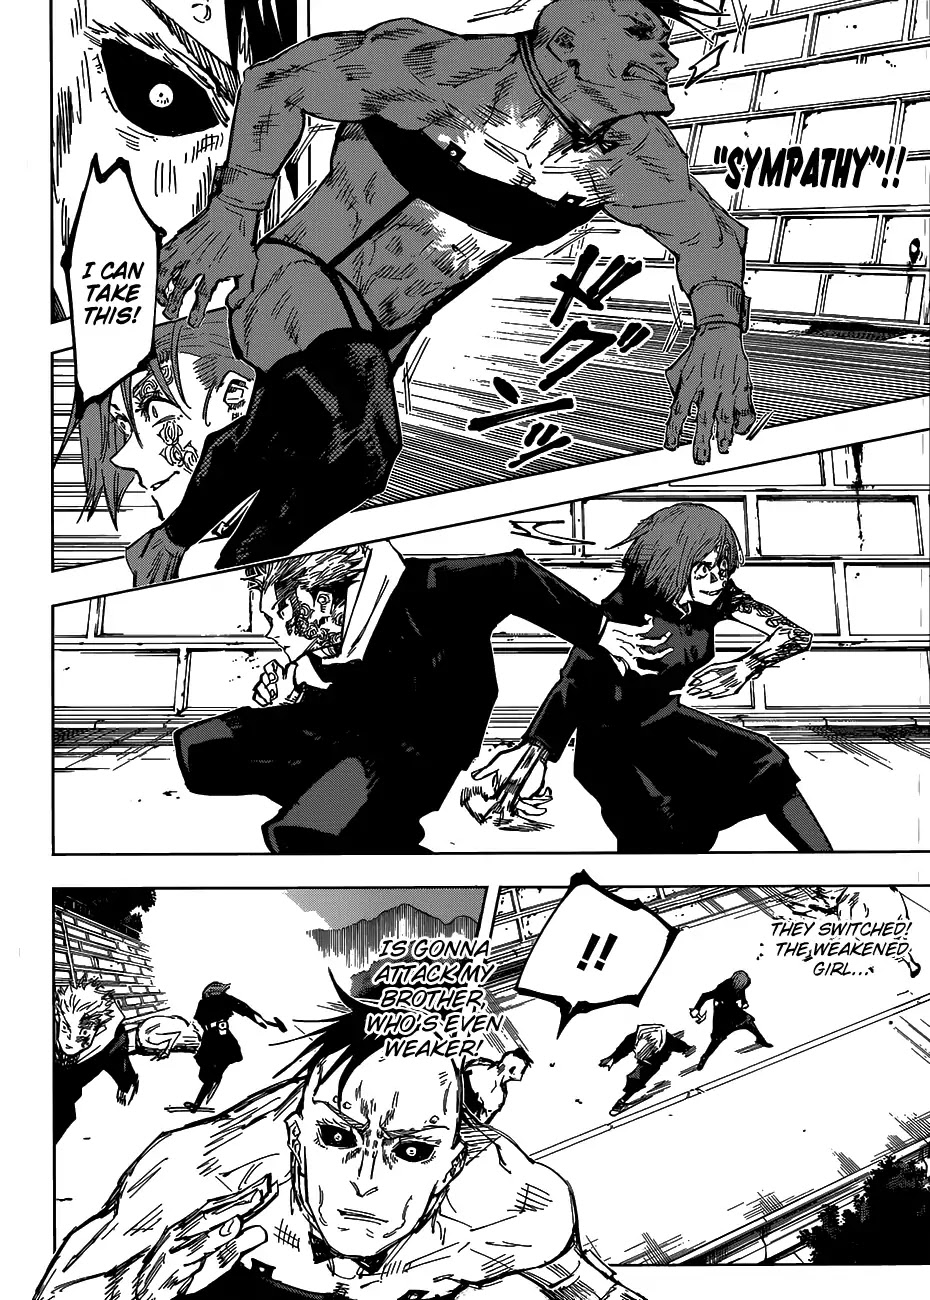 "SYMPATHY"!!
I CAN
TAKE
THIS!
ザ
グ
ンッ
THEY SWITCHED!
THE WEAKENED
GIRL...
!!
IS GONNA
ATTACK MY
BROTHER,
WHO'S EVEN
WEAKER!